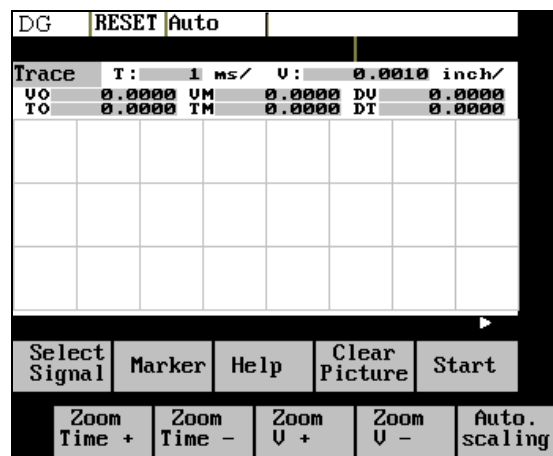 DG RESET Auto
Trace T: 1 ms/ V: 0.0010 inch/
VO 0.0000 VM 0.0000 DV 0.0000
TO 0.0000 TM 0.0000 DT 0.0000
Select Signal Marker Help Clear Picture Start
Zoom Time + Zoom Time - Zoom V + Zoom V - Auto. scaling